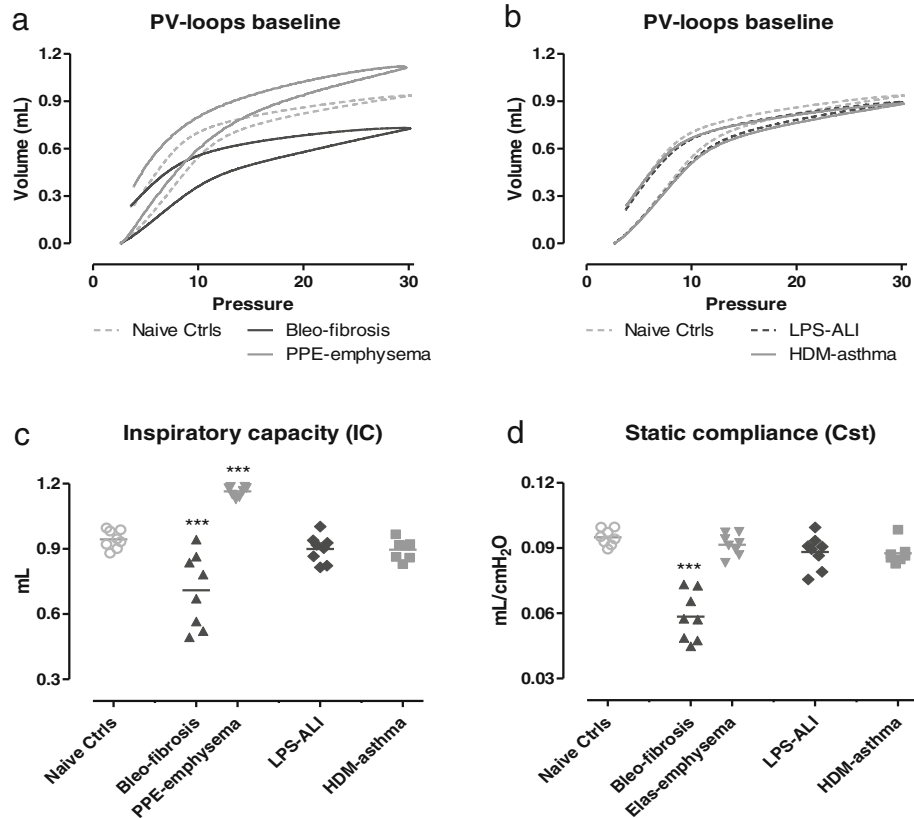 a
PV-loops baseline
1.2
0.9
0.6
0.3
0.0
Volume (mL)
0
10
20
30
Pressure
Naive Ctrls
Bleo-fibrosis
PPE-emphysema
b
PV-loops baseline
1.2
0.9
0.6
0.3
0.0
Volume (mL)
0
10
20
30
Pressure
Naive Ctrls
LPS-ALI
HDM-asthma
c
Inspiratory capacity (IC)
1.2
0.9
0.6
0.3
mL
***
***
Naive Ctrls
Bleo-fibrosis
PPE-emphysema
LPS-ALI
HDM-asthma
d
Static compliance (Cst)
0.12
0.09
0.06
0.03
mL/cmH₂O
***
Naive Ctrls
Bleo-fibrosis
Elas-emphysema
LPS-ALI
HDM-asthma